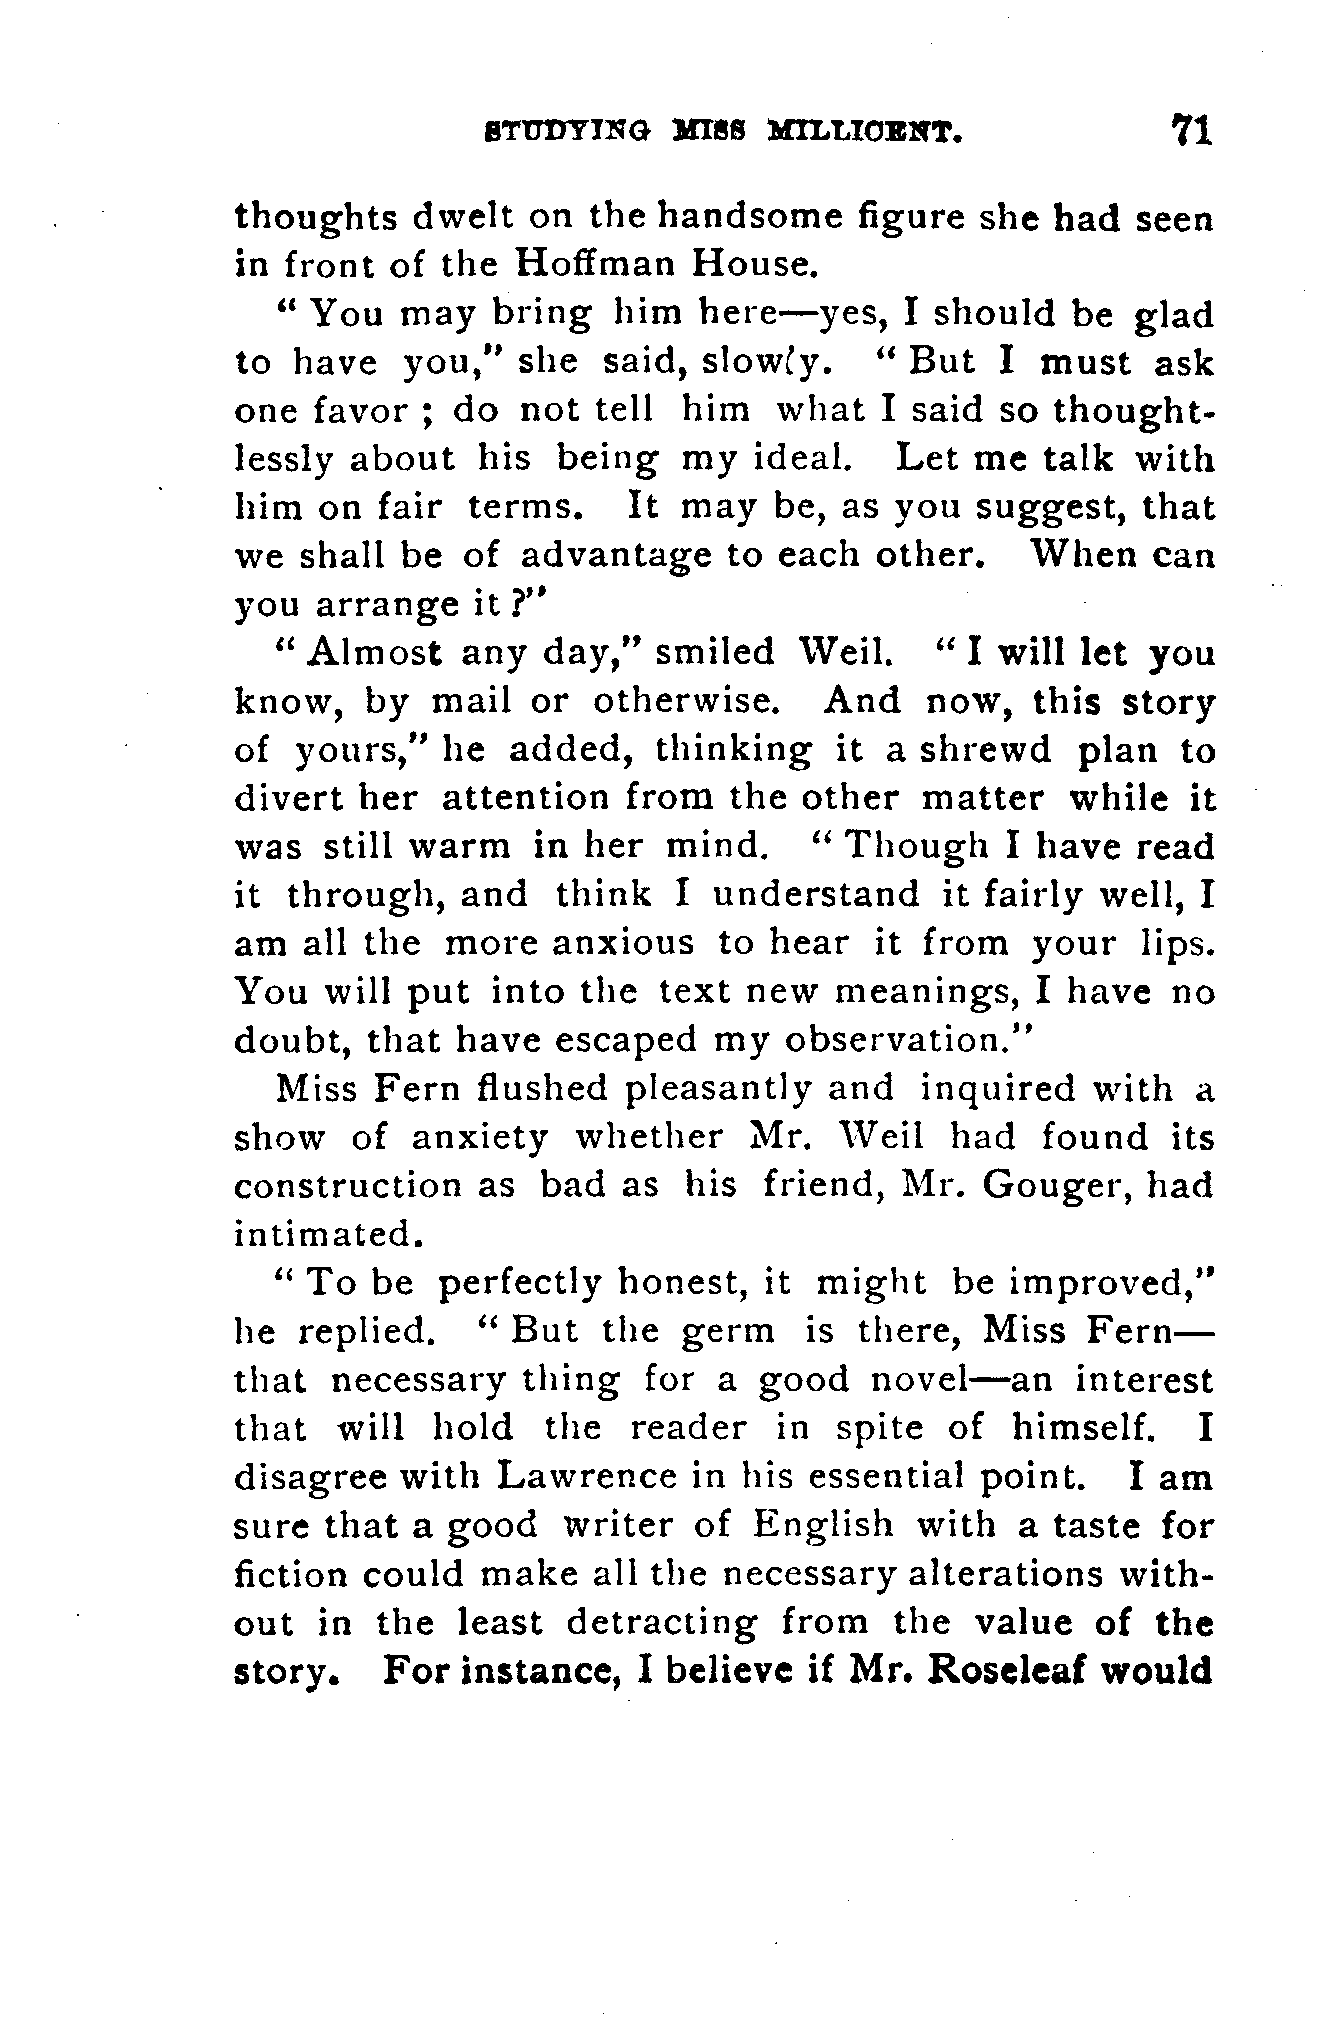 STUDYING MISS MILLICENT. 71
thoughts dwelt on the handsome figure she had seen
in front of the Hoffman House.
" You may bring him here—yes, I should be glad
to have you," she said, slowly. " But I must ask
one favor ; do not tell him what I said so thought-
lessly about his being my ideal. Let me talk with
him on fair terms. It may be, as you suggest, that
we shall be of advantage to each other. When can
you arrange it ?"
" Almost any day," smiled Weil. " I will let you
know, by mail or otherwise. And now, this story
of yours," he added, thinking it a shrewd plan to
divert her attention from the other matter while it
was still warm in her mind. " Though I have read
it through, and think I understand it fairly well, I
am all the more anxious to hear it from your lips.
You will put into the text new meanings, I have no
doubt, that have escaped my observation."
Miss Fern flushed pleasantly and inquired with a
show of anxiety whether Mr. Weil had found its
construction as bad as his friend, Mr. Gouger, had
intimated.
" To be perfectly honest, it might be improved,"
he replied. " But the germ is there, Miss Fern—
that necessary thing for a good novel—an interest
that will hold the reader in spite of himself. I
disagree with Lawrence in his essential point. I am
sure that a good writer of English with a taste for
fiction could make all the necessary alterations with-
out in the least detracting from the value of the
story. For instance, I believe if Mr. Roseleaf would